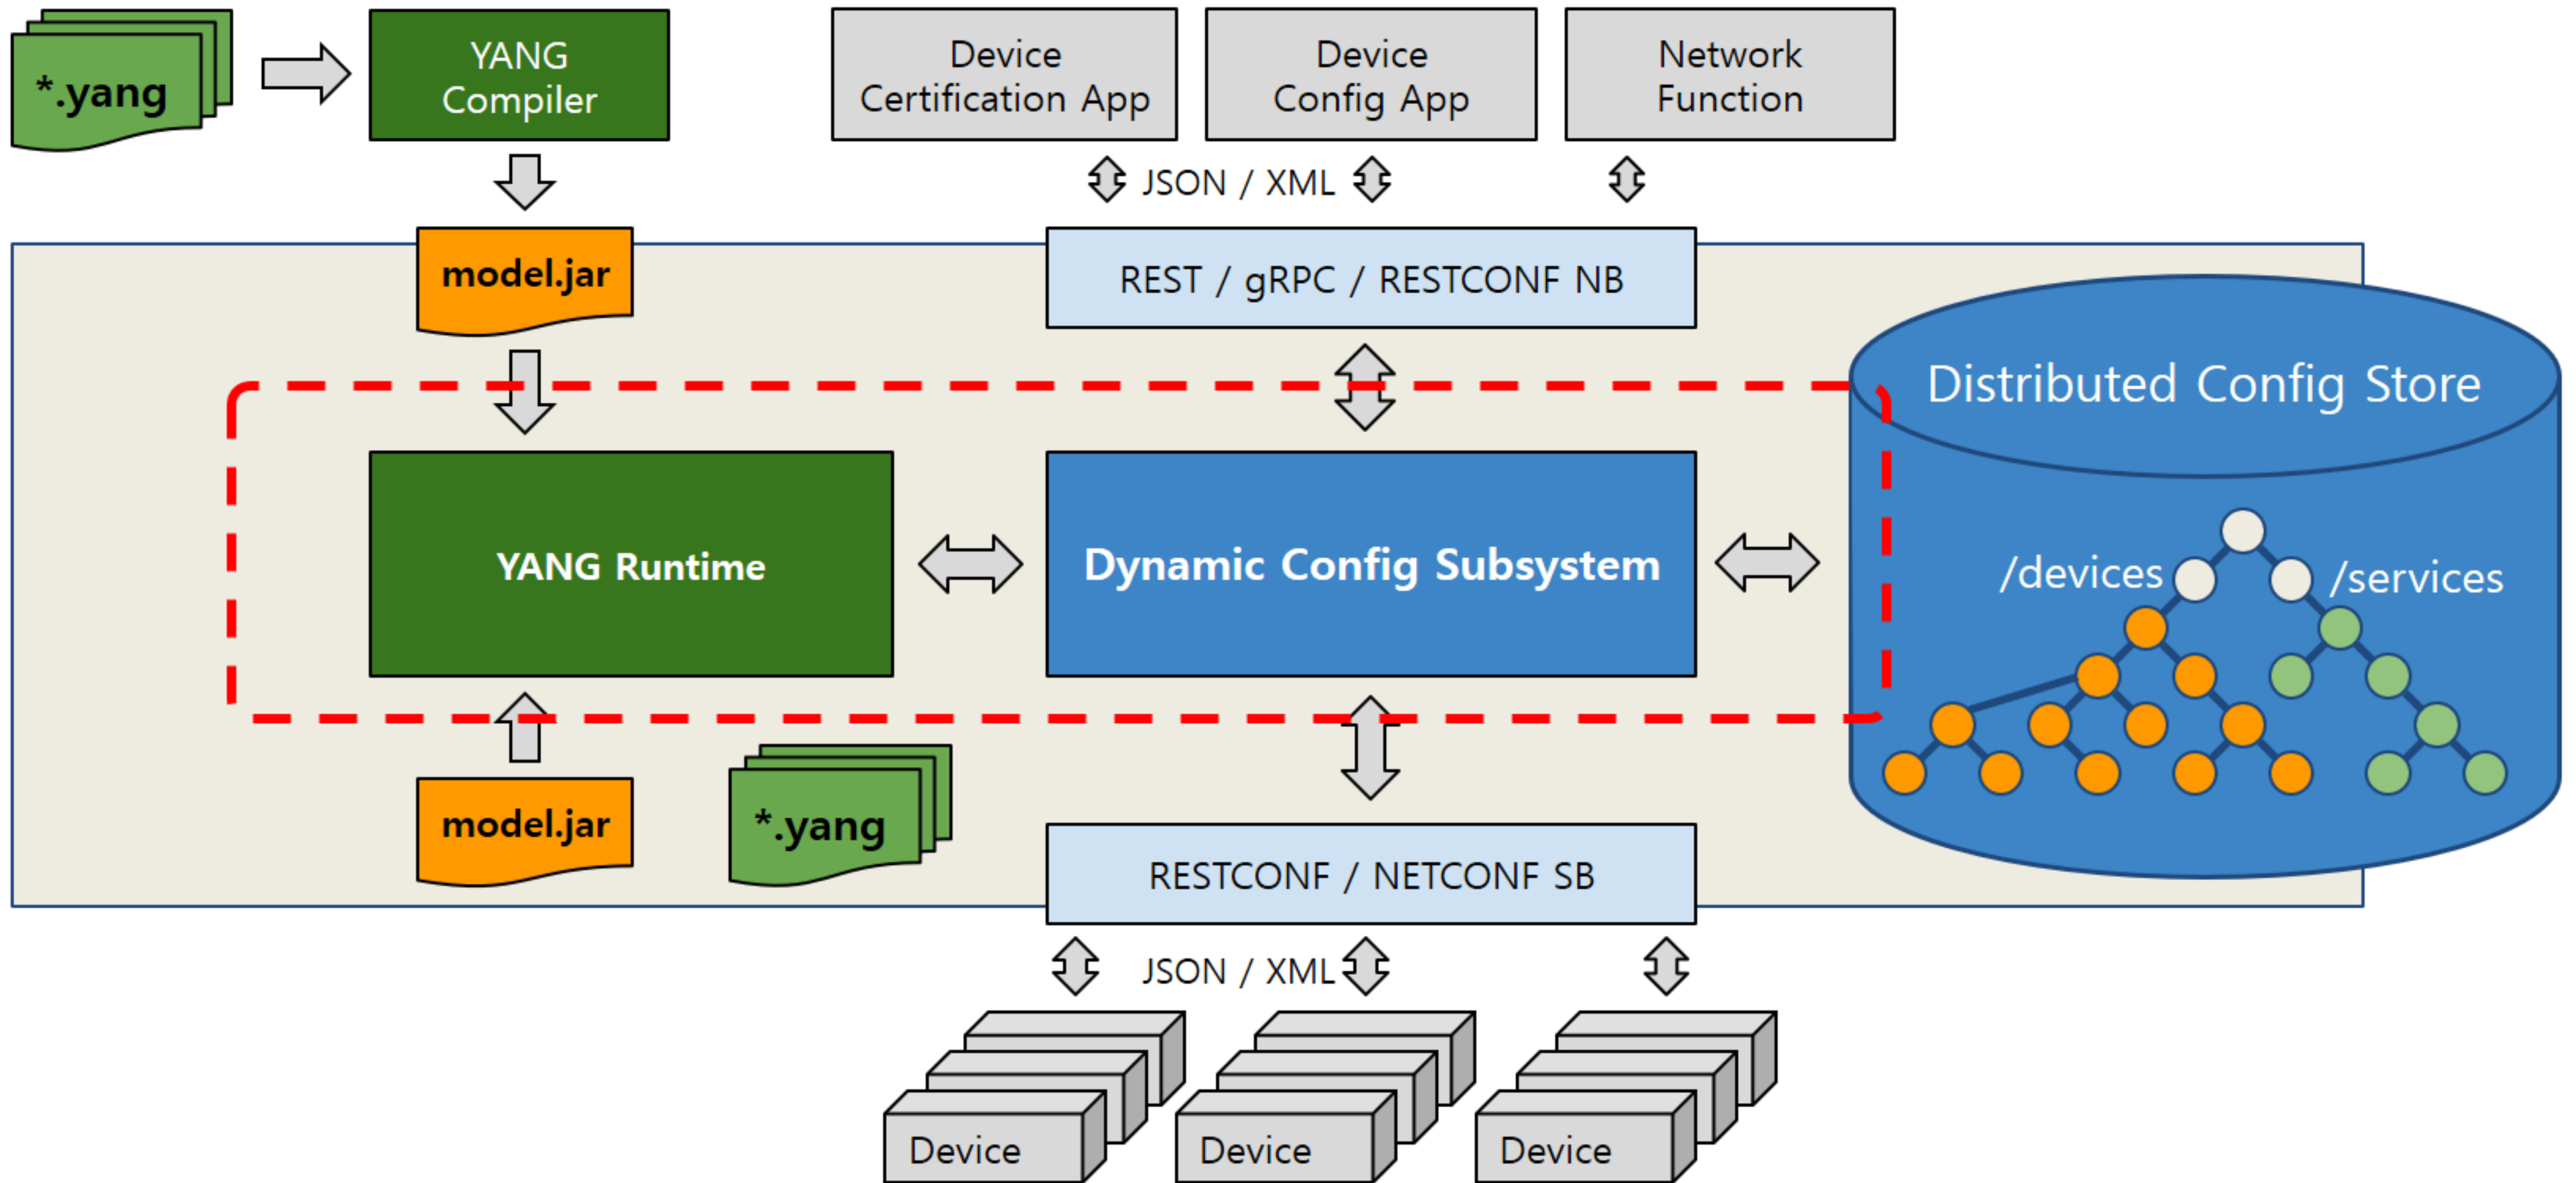 *.yang
YANG
Compiler
Device
Certification App
Device
Config App
Network
Function
JSON / XML
model.jar
REST / gRPC / RESTCONF NB
Distributed Config Store
YANG Runtime
Dynamic Config Subsystem
/devices
/services
model.jar
*.yang
RESTCONF / NETCONF SB
JSON / XML
Device
Device
Device